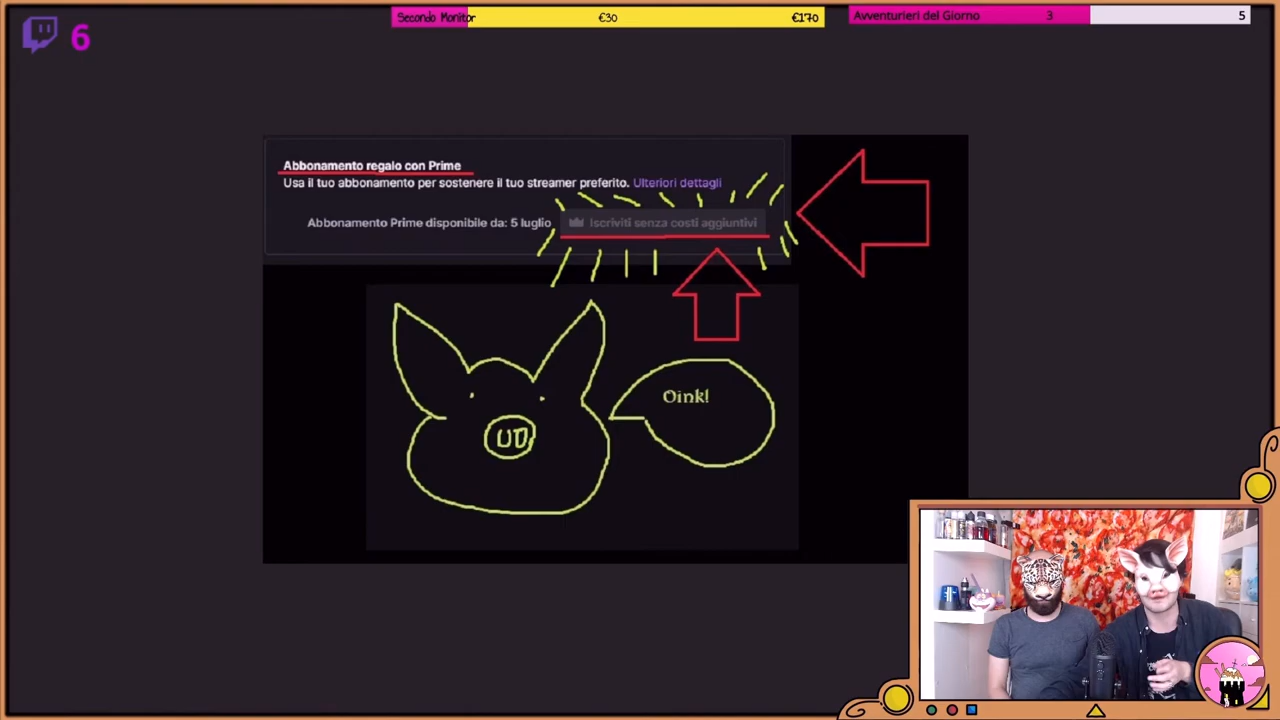 6
Secondo Monitor €30 €170
Avventurieri del Giorno 3 5
Abbonamento regalo con Prime
Usa il tuo abbonamento per sostenere il tuo streamer preferito. Ulteriori dettagli
Abbonamento Prime disponibile da: 5 luglio Iscriviti senza costi aggiuntivi
Oink!